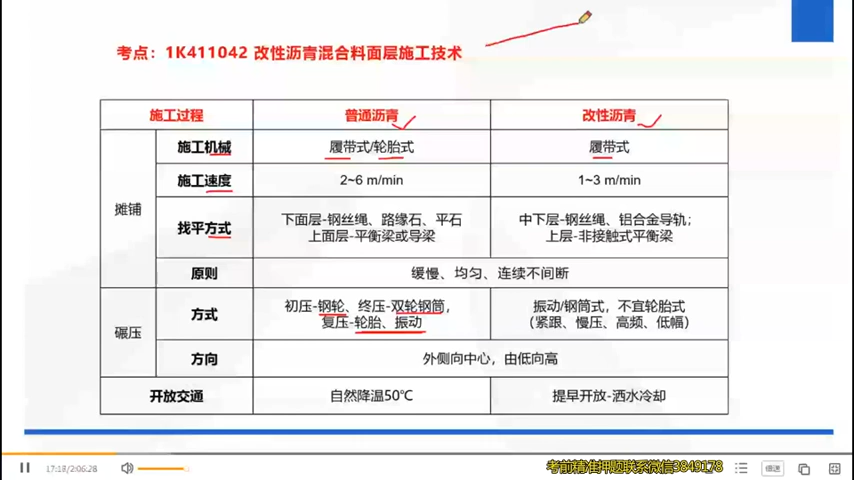 考点：1K411042 改性沥青混合料面层施工技术
施工过程 普通沥青 改性沥青
摊铺
施工机械 履带式/轮胎式 履带式
施工速度 2~6 m/min 1~3 m/min
找平方式
下面层-钢丝绳、路缘石、平石
上面层-平衡梁或导梁
中下层-钢丝绳、铝合金导轨；
上层-非接触式平衡梁
原则 缓慢、均匀、连续不间断
碾压
方式
初压-钢轮、终压-双轮钢筒，
复压-轮胎、振动
振动/钢筒式，不宜轮胎式
（紧跟、慢压、高频、低幅）
方向 外侧向中心，由低向高
开放交通 自然降温50℃ 提早开放-洒水冷却
17:18/2:06:28
考前精准押题联系微信3849178
倍速